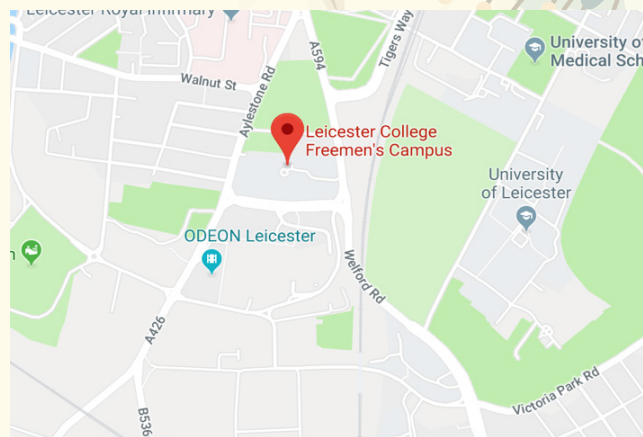 Leicester Royal Infirmary
A594
Tigers Way
University of
Medical Sch
Walnut St
Aylestone Rd
Leicester College
Freemen's Campus
University
of Leicester
ODEON Leicester
n
Welford Rd
A426
Victoria Park Rd
B536